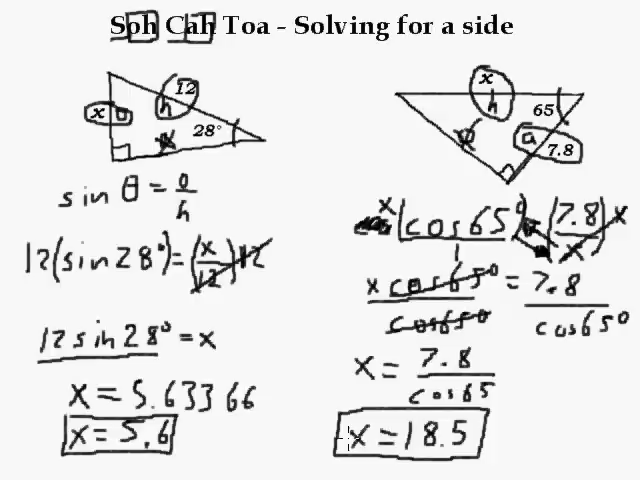 Soh Cah Toa - Solving for a side
12
x o h
28°
a
sin θ = o/h
12(sin 28°) = (x/12) 12
12 sin 28° = x
x = 5.63366
x = 5.6
x
h
65
o a
7.8
x (cos 65°) = (7.8/x) x
1
x cos 65° / cos 65° = 7.8 / cos 65°
x = 7.8 / cos 65
x = 18.5